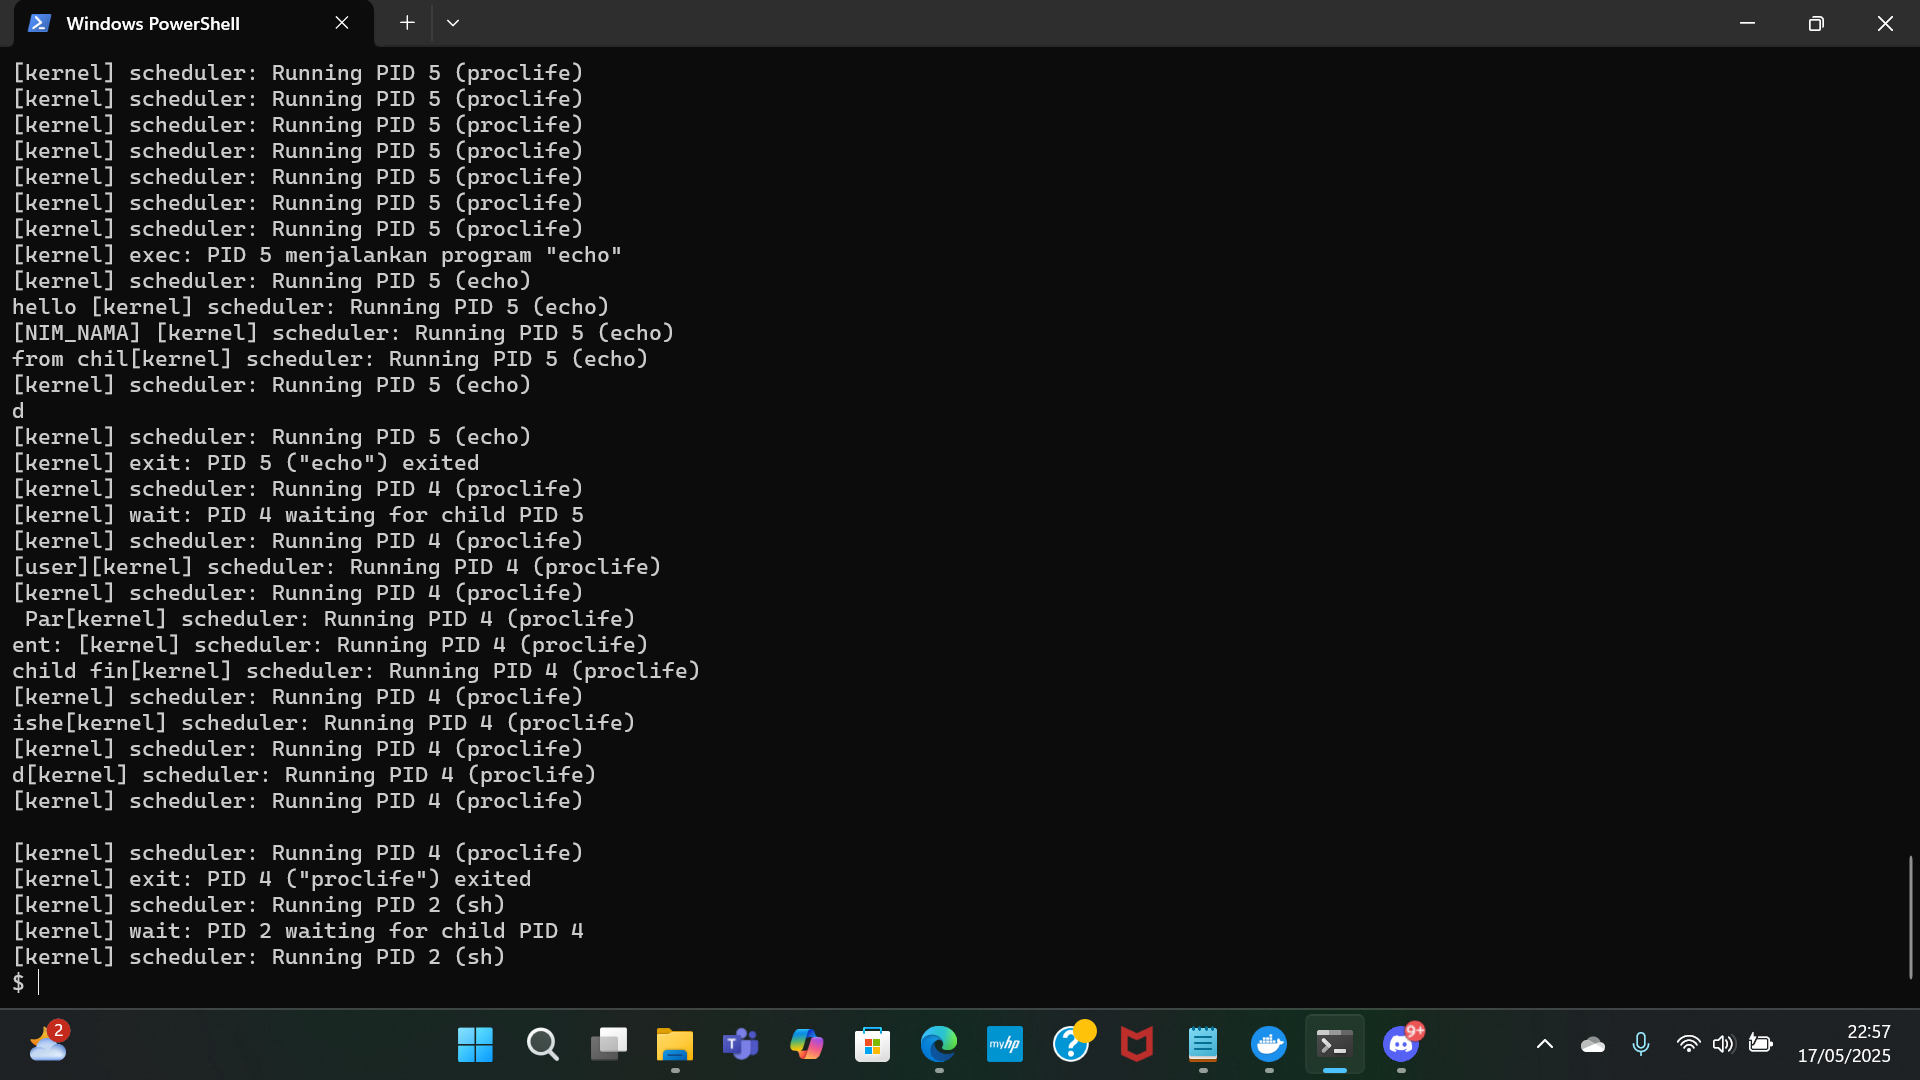 Windows PowerShell
[kernel] scheduler: Running PID 5 (proclife)
[kernel] scheduler: Running PID 5 (proclife)
[kernel] scheduler: Running PID 5 (proclife)
[kernel] scheduler: Running PID 5 (proclife)
[kernel] scheduler: Running PID 5 (proclife)
[kernel] scheduler: Running PID 5 (proclife)
[kernel] scheduler: Running PID 5 (proclife)
[kernel] exec: PID 5 menjalankan program "echo"
[kernel] scheduler: Running PID 5 (echo)
hello [kernel] scheduler: Running PID 5 (echo)
[NIM_NAMA] [kernel] scheduler: Running PID 5 (echo)
from chil[kernel] scheduler: Running PID 5 (echo)
[kernel] scheduler: Running PID 5 (echo)
d
[kernel] scheduler: Running PID 5 (echo)
[kernel] exit: PID 5 ("echo") exited
[kernel] scheduler: Running PID 4 (proclife)
[kernel] wait: PID 4 waiting for child PID 5
[kernel] scheduler: Running PID 4 (proclife)
[user][kernel] scheduler: Running PID 4 (proclife)
[kernel] scheduler: Running PID 4 (proclife)
 Par[kernel] scheduler: Running PID 4 (proclife)
ent: [kernel] scheduler: Running PID 4 (proclife)
child fin[kernel] scheduler: Running PID 4 (proclife)
[kernel] scheduler: Running PID 4 (proclife)
ishe[kernel] scheduler: Running PID 4 (proclife)
[kernel] scheduler: Running PID 4 (proclife)
d[kernel] scheduler: Running PID 4 (proclife)
[kernel] scheduler: Running PID 4 (proclife)

[kernel] scheduler: Running PID 4 (proclife)
[kernel] exit: PID 4 ("proclife") exited
[kernel] scheduler: Running PID 2 (sh)
[kernel] wait: PID 2 waiting for child PID 4
[kernel] scheduler: Running PID 2 (sh)
$
2
myhp
9+
22:57
17/05/2025